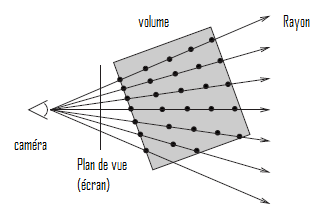 volume
Rayon
caméra
Plan de vue
(écran)